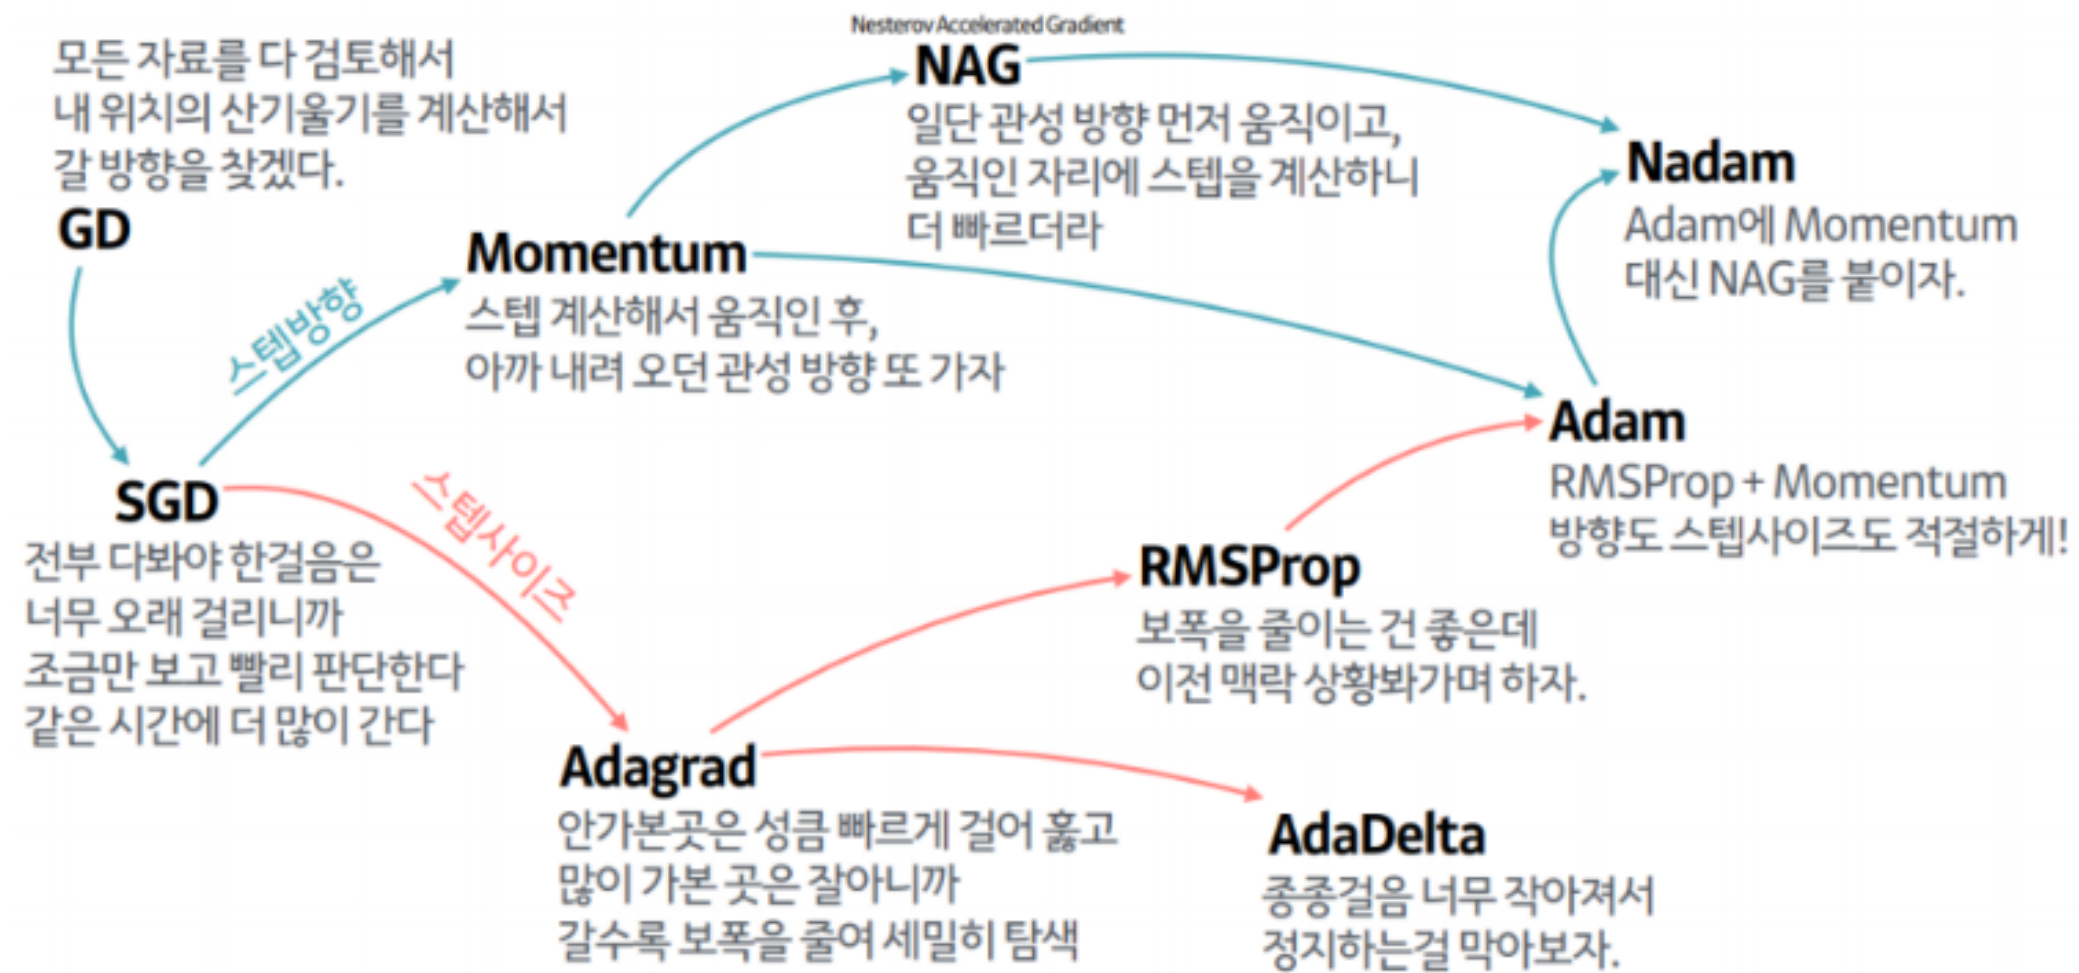 모든 자료를 다 검토해서
내 위치의 산기울기를 계산해서
갈 방향을 찾겠다.
GD
스텝방향
SGD
전부 다봐야 한걸음은
너무 오래 걸리니까
조금만 보고 빨리 판단한다
같은 시간에 더 많이 간다
Momentum
스텝 계산해서 움직인 후,
아까 내려 오던 관성 방향 또 가자
Nesterov Accelerated Gradient
NAG
일단 관성 방향 먼저 움직이고,
움직인 자리에 스텝을 계산하니
더 빠르더라
Nadam
Adam에 Momentum
대신 NAG를 붙이자.
Adam
RMSProp + Momentum
방향도 스텝사이즈도 적절하게!
스텝사이즈
Adagrad
안가본곳은 성큼 빠르게 걸어 훓고
많이 가본 곳은 잘아니까
갈수록 보폭을 줄여 세밀히 탐색
RMSProp
보폭을 줄이는 건 좋은데
이전 맥락 상황봐가며 하자.
AdaDelta
종종걸음 너무 작아져서
정지하는걸 막아보자.